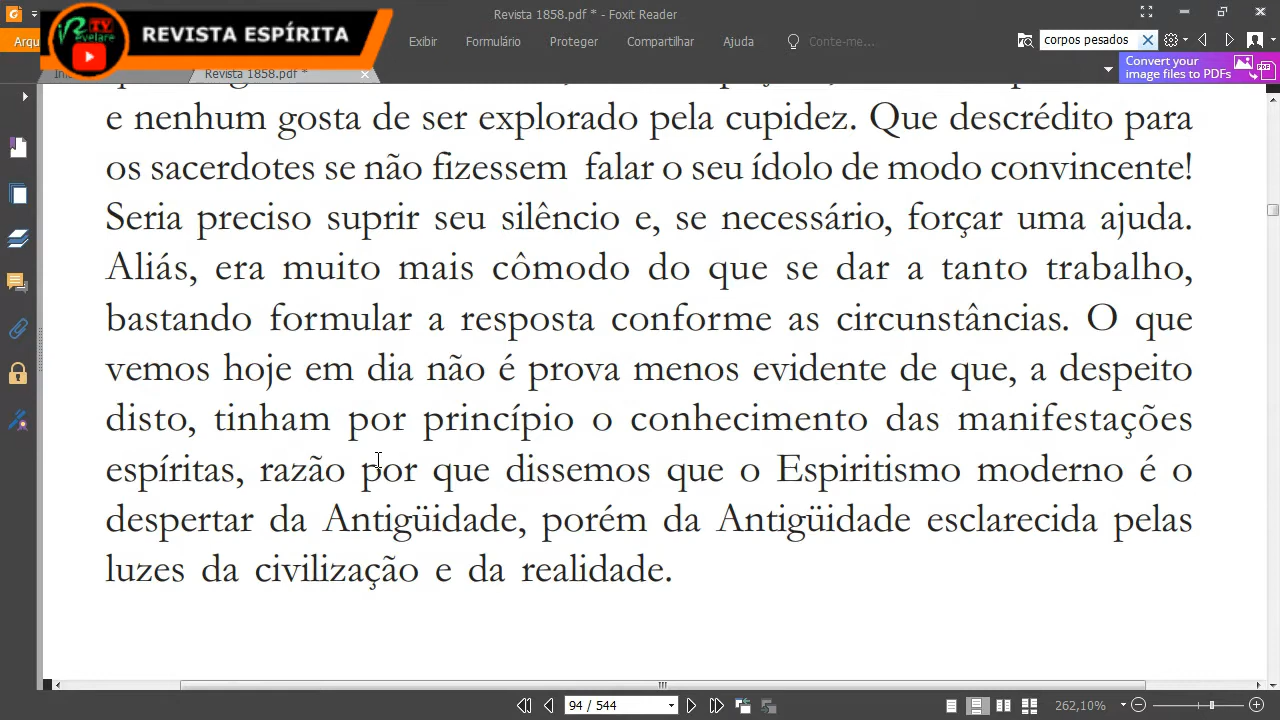 Revista 1858.pdf * - Foxit Reader
Arqu
Exibir
Formulário
Proteger
Compartilhar
Ajuda
Conte-me...
corpos pesados
TV
REVISTA ESPÍRITA
Revista 1858.pdf *
Convert your
image files to PDFs
e nenhum gosta de ser explorado pela cupidez. Que descrédito para
os sacerdotes se não fizessem falar o seu ídolo de modo convincente!
Seria preciso suprir seu silêncio e, se necessário, forçar uma ajuda.
Aliás, era muito mais cômodo do que se dar a tanto trabalho,
bastando formular a resposta conforme as circunstâncias. O que
vemos hoje em dia não é prova menos evidente de que, a despeito
disto, tinham por princípio o conhecimento das manifestações
espíritas, razão por que dissemos que o Espiritismo moderno é o
despertar da Antigüidade, porém da Antigüidade esclarecida pelas
luzes da civilização e da realidade.
94 / 544
262,10%